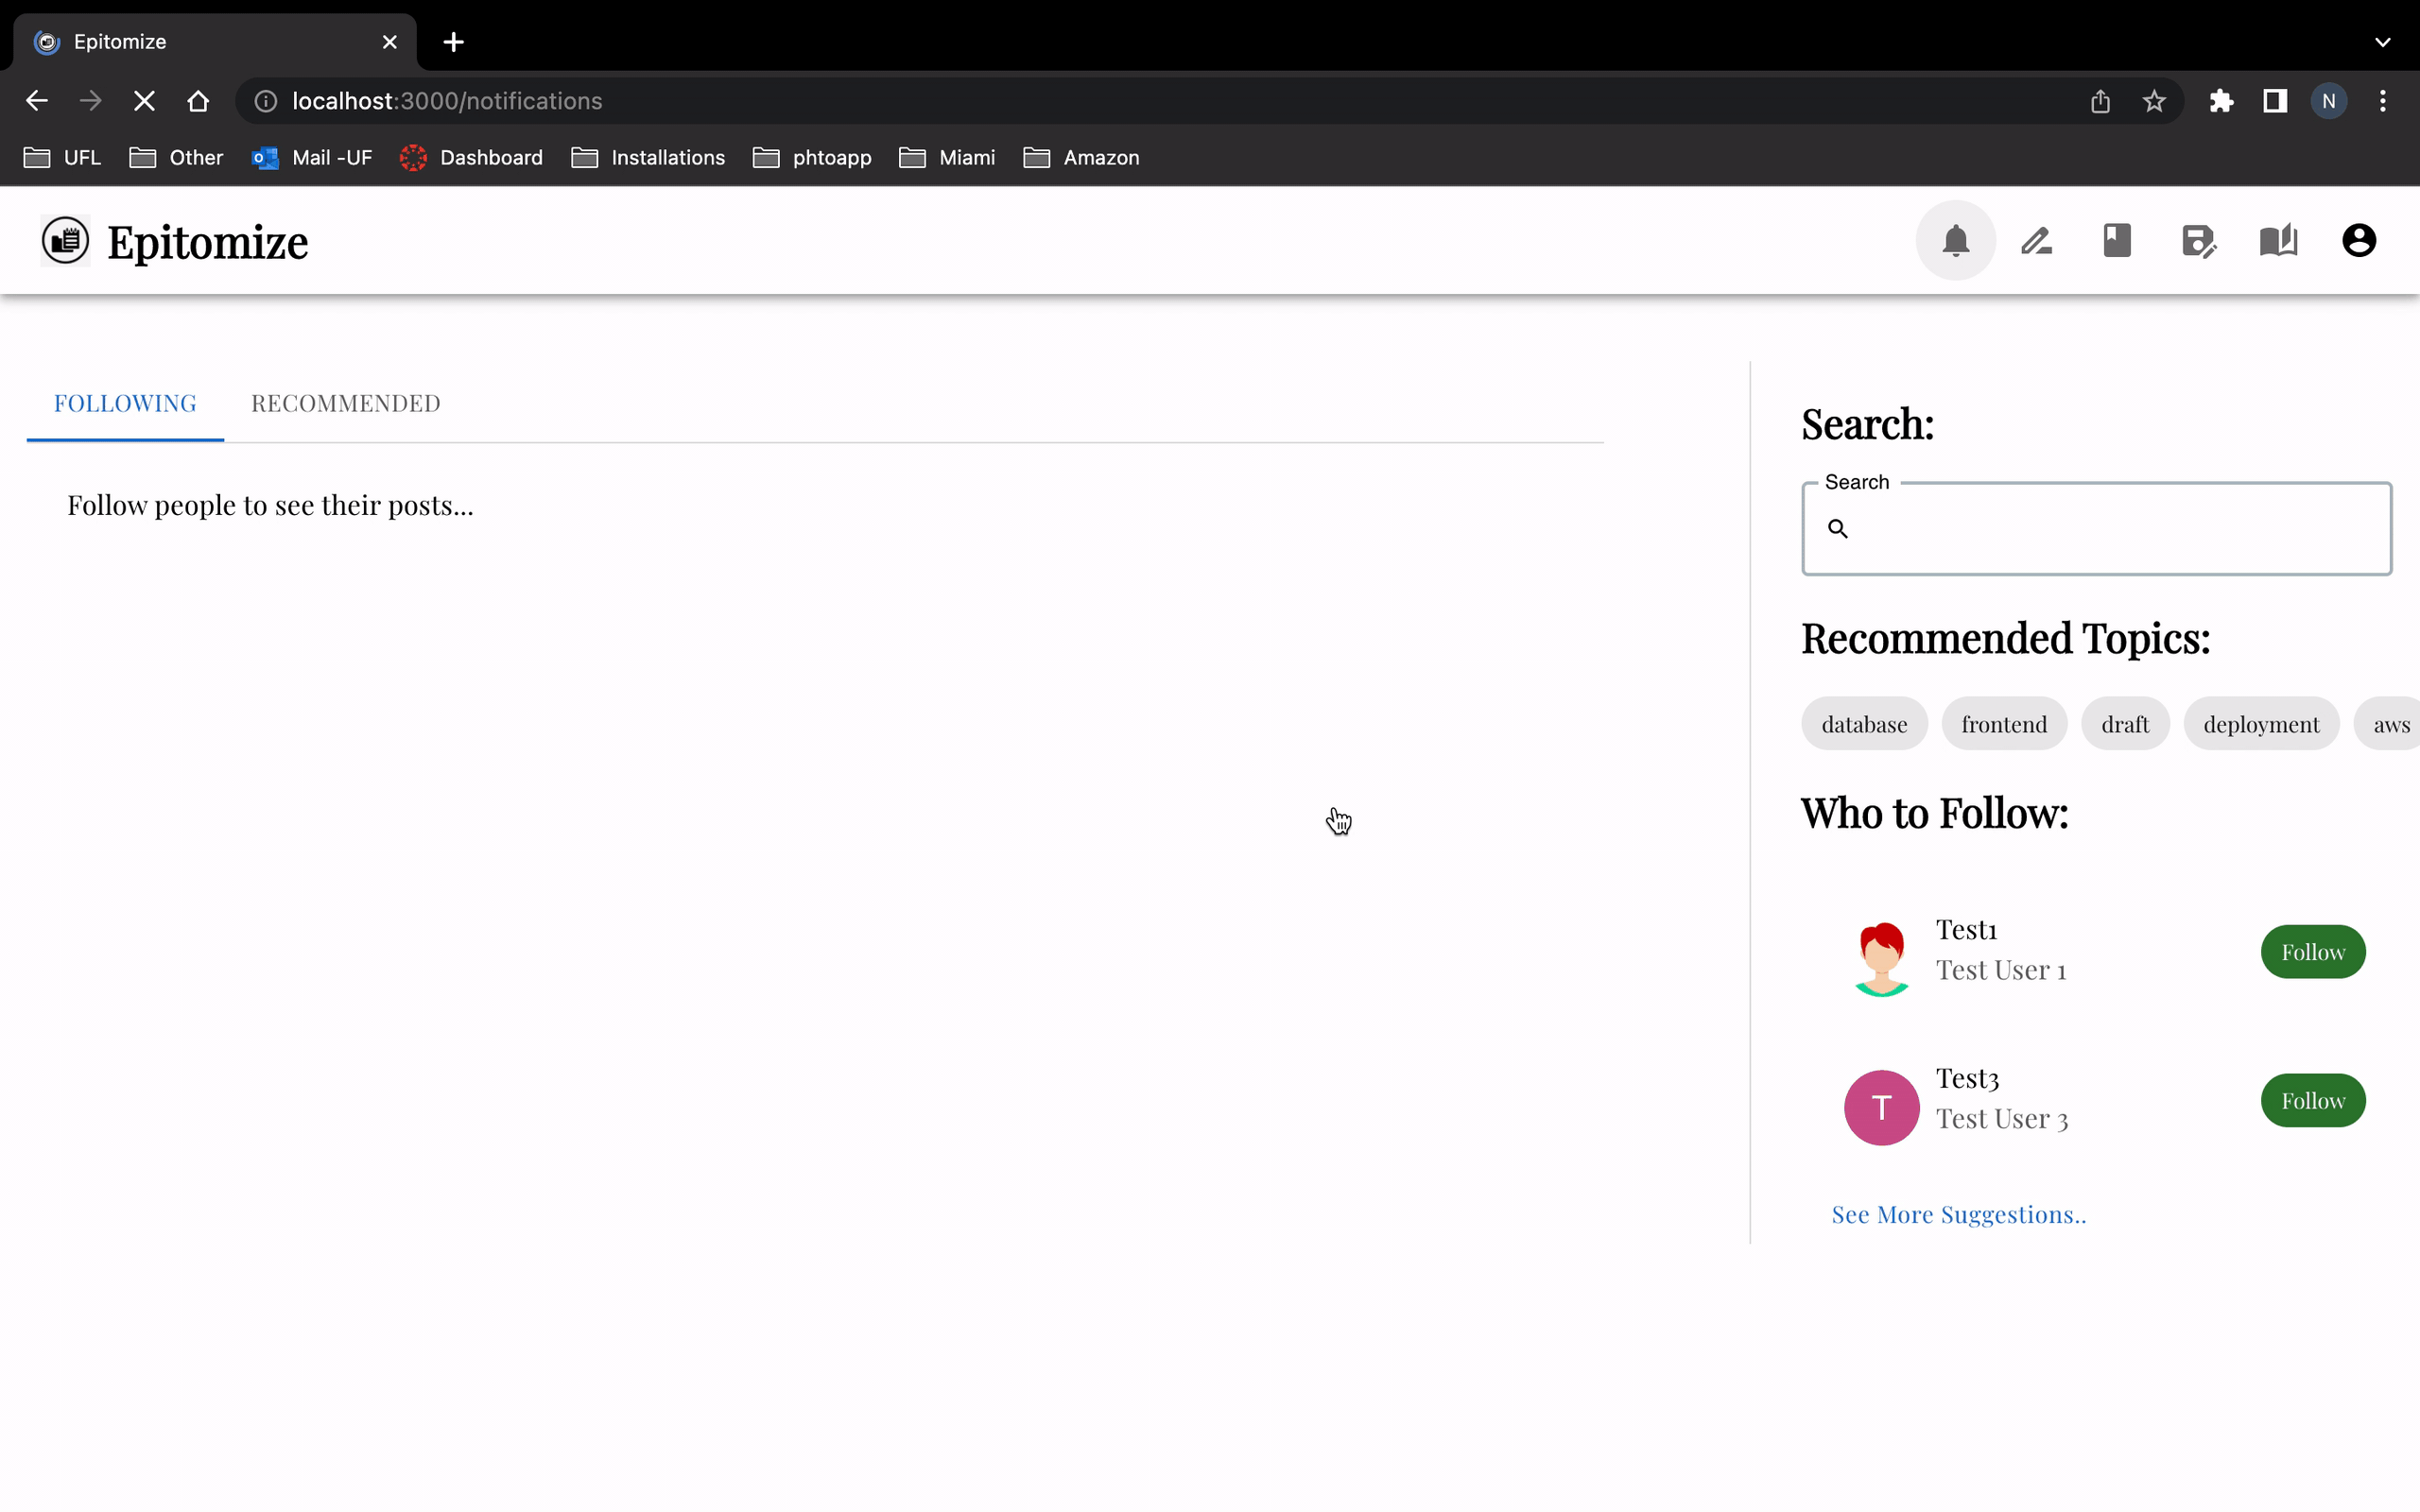 Epitomize
localhost:3000/notifications
N
UFL Other Mail -UF Dashboard Installations phtoapp Miami Amazon
Epitomize
FOLLOWING RECOMMENDED
Follow people to see their posts...
Search:
Search
Recommended Topics:
database frontend draft deployment aws
Who to Follow:
Test1
Test User 1
Follow
T
Test3
Test User 3
Follow
See More Suggestions..